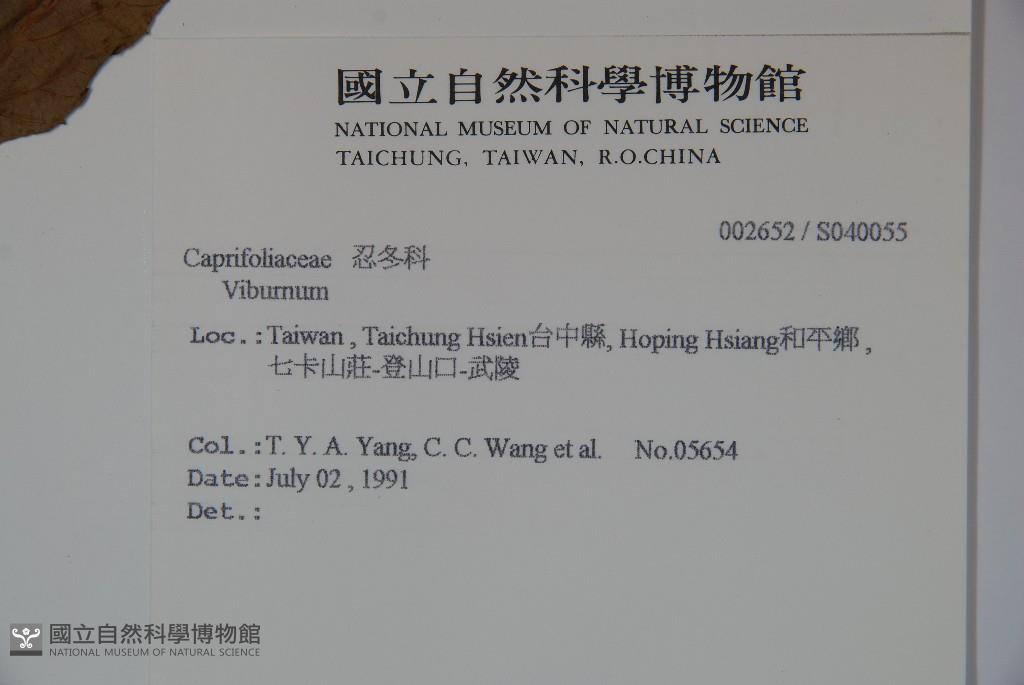 國立自然科學博物館
NATIONAL MUSEUM OF NATURAL SCIENCE
TAICHUNG, TAIWAN, R.O.CHINA
002652 / S040055
Caprifoliaceae 忍冬科
Viburnum
Loc.:Taiwan , Taichung Hsien台中縣, Hoping Hsiang和平鄉 ,
七卡山莊-登山口-武陵
Col.:T. Y. A. Yang, C. C. Wang et al. No.05654
Date:July 02 , 1991
Det.:
國立自然科學博物館
NATIONAL MUSEUM OF NATURAL SCIENCE